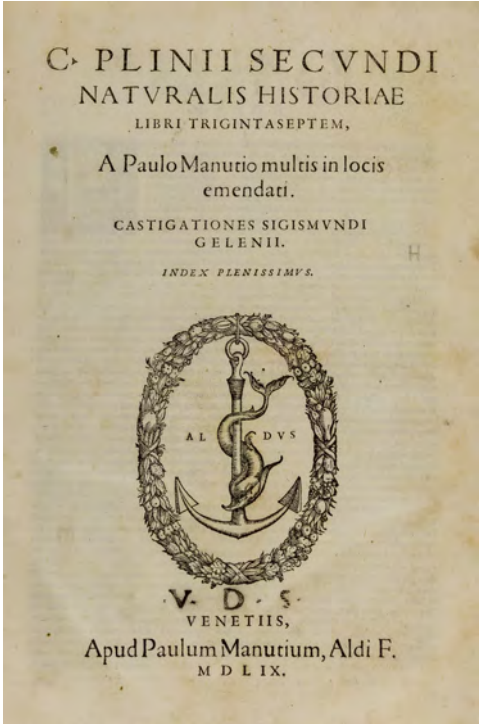 C. PLINII SECVNDI
NATVRALIS HISTORIAE
LIBRI TRIGINTASEPTEM,
A Paulo Manutio multis in locis
emendati.
CASTIGATIONES SIGISMVNDI
GELENII.
INDEX PLENISSIMVS.
AL DVS
.V. D. S.
VENETIIS,
Apud Paulum Manutium, Aldi F.
M D L IX.